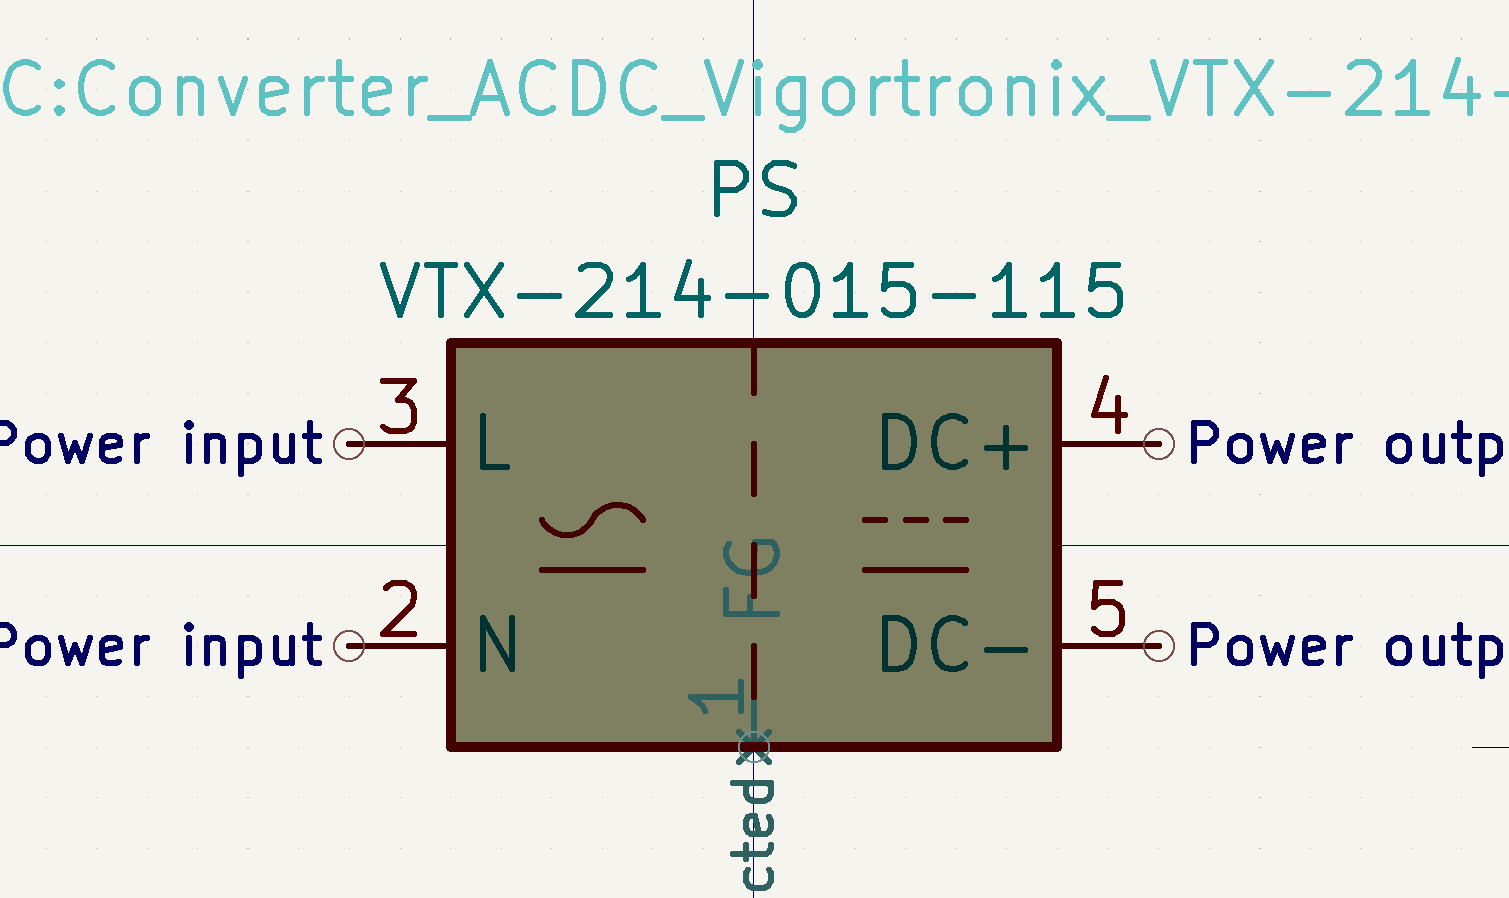 C:Converter_ACDC_Vigortronix_VTX-214-
PS
VTX-214-015-115
3
4
Power input
L
DC+
Power outp
FG
2
5
Power input
N
DC-
Power outp
1
cted